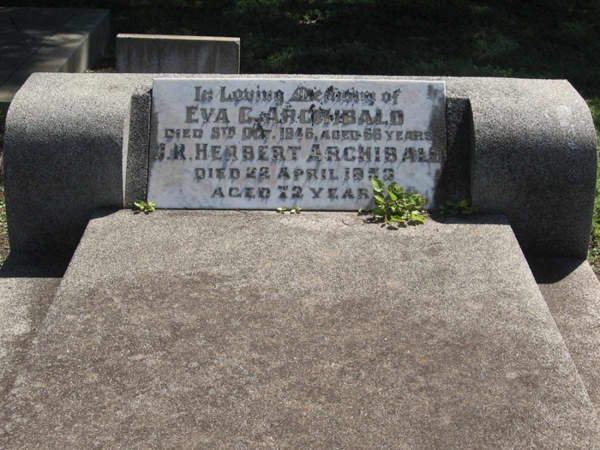 In Loving Memory of
EVA C. ARCHIBALD
DIED 8TH OCT. 1946, AGED 66 YEARS
HERBERT ARCHIBALD
DIED 22 APRIL 1953
AGED 72 YEARS